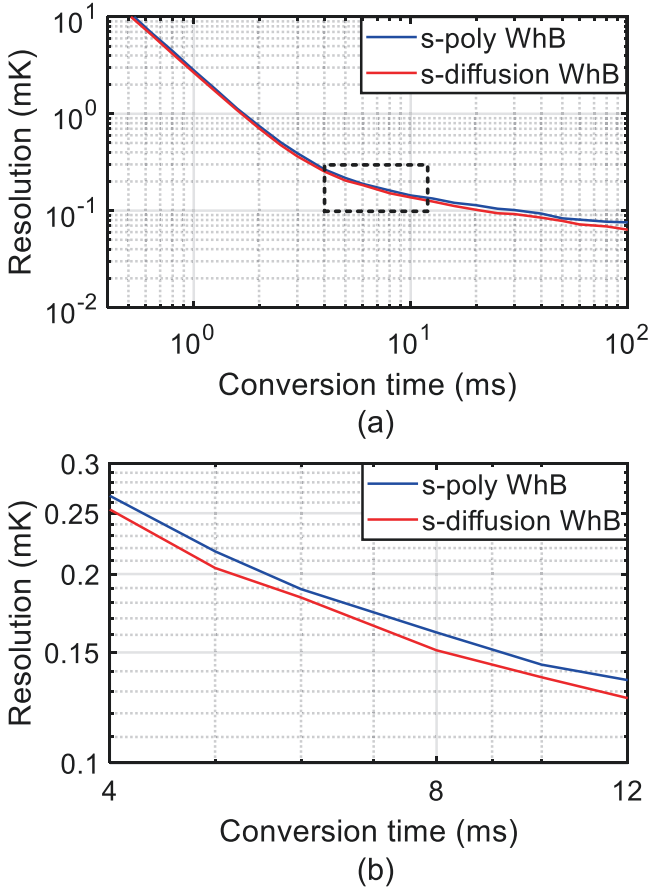 10^1
10^0
10^-1
10^-2
Resolution (mK)
s-poly WhB
s-diffusion WhB
10^0
10^1
10^2
Conversion time (ms)
(a)
0.3
0.25
0.2
0.15
0.1
Resolution (mK)
s-poly WhB
s-diffusion WhB
4
8
12
Conversion time (ms)
(b)